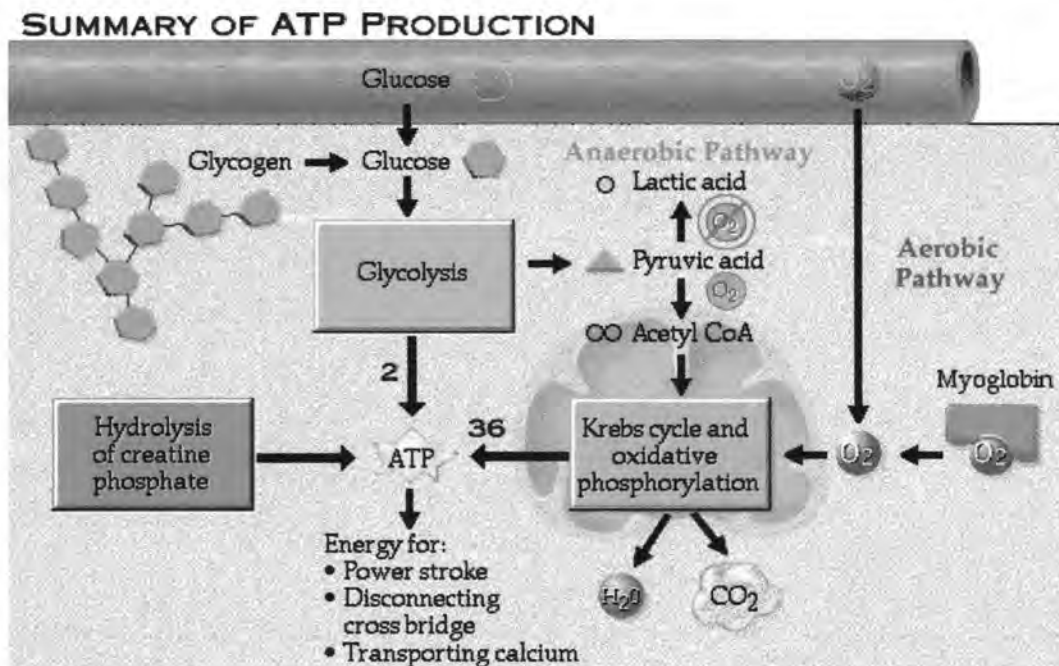 SUMMARY OF ATP PRODUCTION
Glucose
O2
Glycogen
Glucose
Anaerobic Pathway
Lactic acid
O2
Glycolysis
Pyruvic acid
O2
Aerobic
Pathway
Acetyl CoA
2
Myoglobin
Hydrolysis
of creatine
phosphate
ATP
36
Krebs cycle and
oxidative
phosphorylation
O2
O2
Energy for:
• Power stroke
• Disconnecting
cross bridge
• Transporting calcium
H2O
CO2